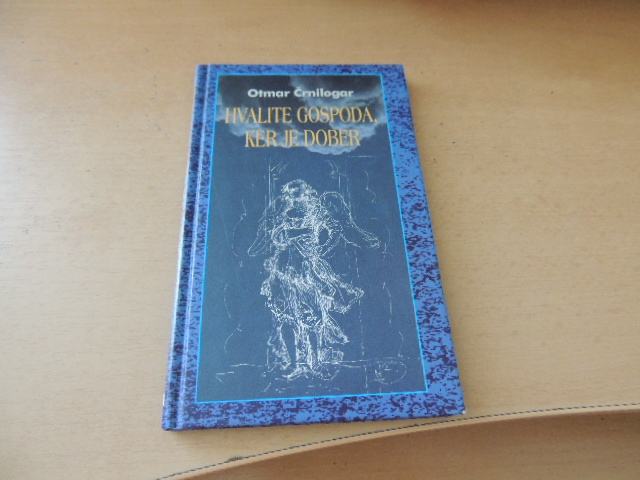 Otmar Črnilogar
HVALITE GOSPODA,
KER JE DOBER